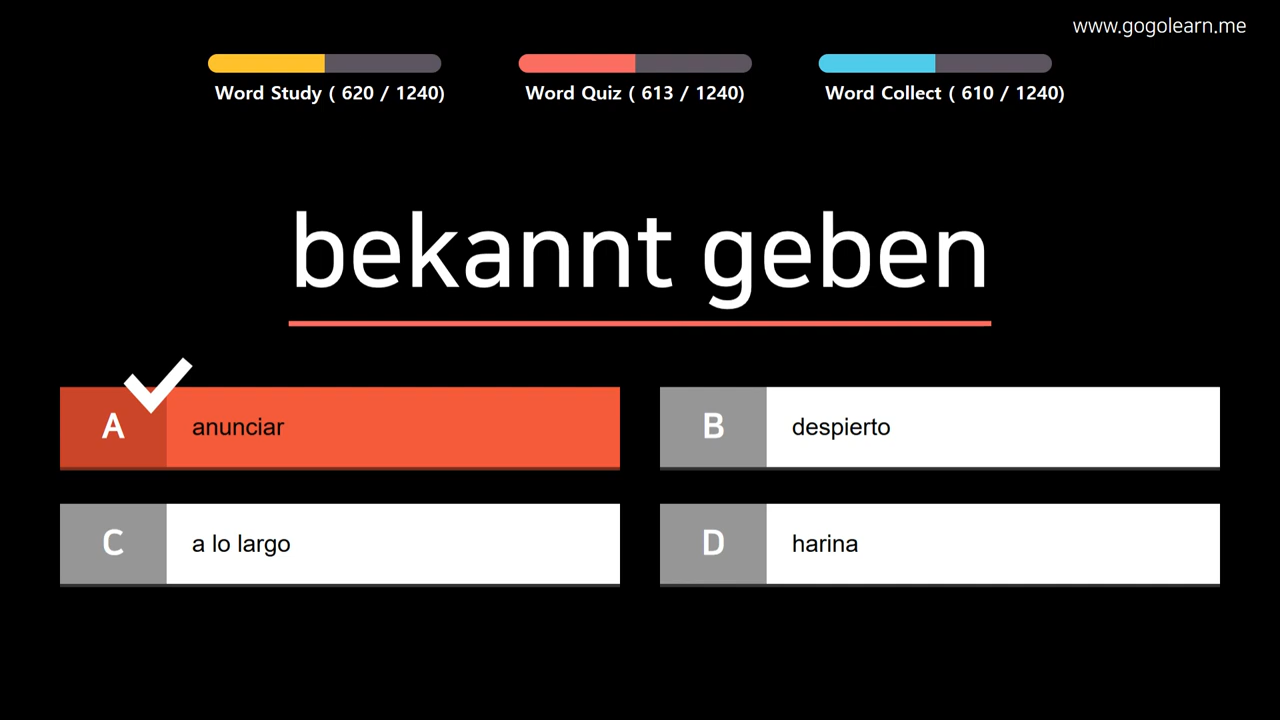 www.gogolearn.me
Word Study ( 620 / 1240)
Word Quiz ( 613 / 1240)
Word Collect ( 610 / 1240)
bekannt geben
A anunciar
B despierto
C a lo largo
D harina